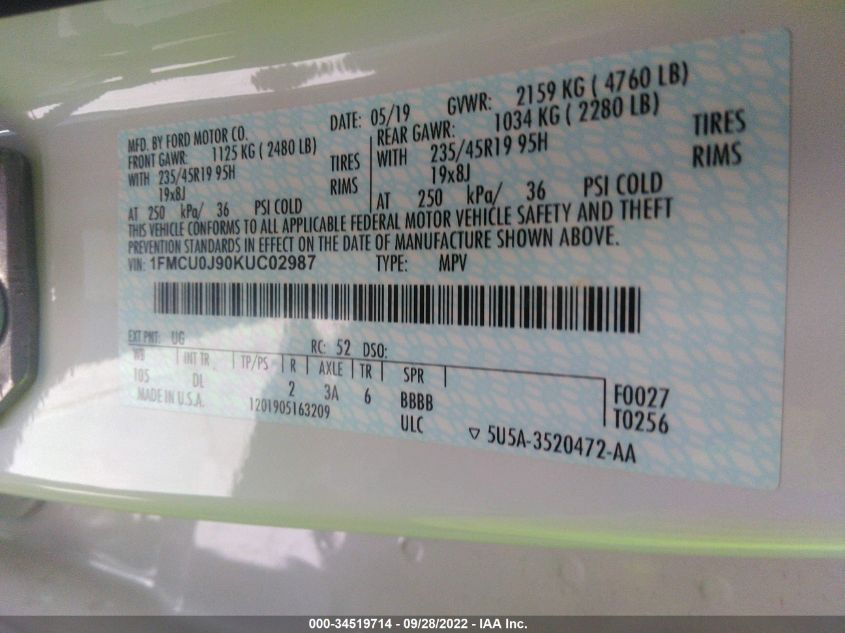 MFD. BY FORD MOTOR CO.
DATE: 05/19 GVWR: 2159 KG ( 4760 LB)
FRONT GAWR: 1125 KG ( 2480 LB)
WITH 235/45R19 95H TIRES
19x8J RIMS
AT 250 kPa/ 36 PSI COLD
REAR GAWR: 1034 KG ( 2280 LB)
WITH 235/45R19 95H TIRES
19x8J RIMS
AT 250 kPa/ 36 PSI COLD
THIS VEHICLE CONFORMS TO ALL APPLICABLE FEDERAL MOTOR VEHICLE SAFETY AND THEFT
PREVENTION STANDARDS IN EFFECT ON THE DATE OF MANUFACTURE SHOWN ABOVE.
VIN: 1FMCU0J90KUC02987 TYPE: MPV
EXT PNT: UG RC: 52 DSO:
WB INT TR TP/PS R AXLE TR SPR
105 DL 2 3A 6 BBBB F0027
MADE IN U.S.A. 1201905163209 ULC T0256
5U5A-3520472-AA
000-34519714 - 09/28/2022 - IAA Inc.